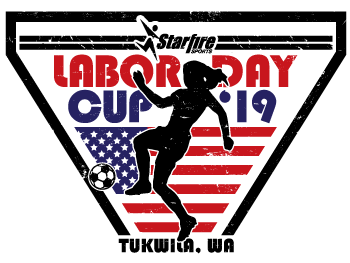 Starfire
SPORTS
LABOR DAY
CUP '19
TUKWILA, WA